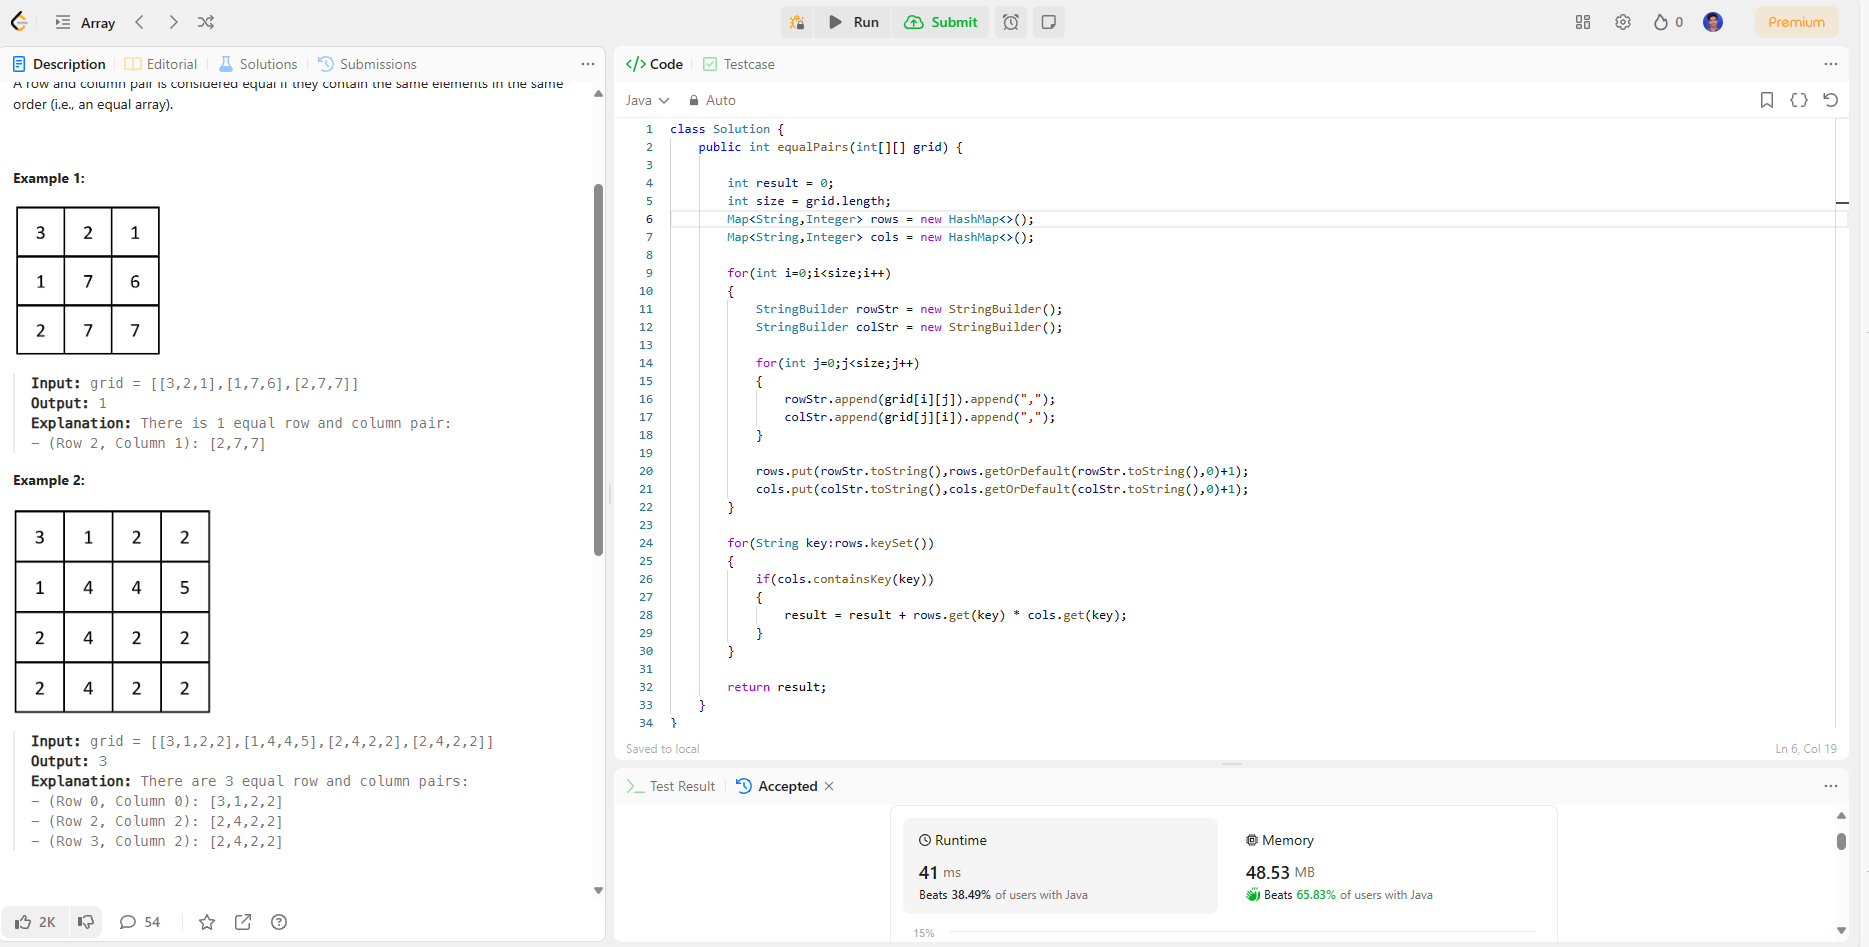 Array
Run
Submit
0
Premium
Description
Editorial
Solutions
Submissions
A row and column pair is considered equal if they contain the same elements in the same
order (i.e., an equal array).
Example 1:
3 2 1
1 7 6
2 7 7
Input: grid = [[3,2,1],[1,7,6],[2,7,7]]
Output: 1
Explanation: There is 1 equal row and column pair:
- (Row 2, Column 1): [2,7,7]
Example 2:
3 1 2 2
1 4 4 5
2 4 2 2
2 4 2 2
Input: grid = [[3,1,2,2],[1,4,4,5],[2,4,2,2],[2,4,2,2]]
Output: 3
Explanation: There are 3 equal row and column pairs:
- (Row 0, Column 0): [3,1,2,2]
- (Row 2, Column 2): [2,4,2,2]
- (Row 3, Column 2): [2,4,2,2]
2K
54
</> Code
Testcase
Java
Auto
1 class Solution {
2 public int equalPairs(int[][] grid) {
3
4 int result = 0;
5 int size = grid.length;
6 Map<String,Integer> rows = new HashMap<>();
7 Map<String,Integer> cols = new HashMap<>();
8
9 for(int i=0;i<size;i++)
10 {
11 StringBuilder rowStr = new StringBuilder();
12 StringBuilder colStr = new StringBuilder();
13
14 for(int j=0;j<size;j++)
15 {
16 rowStr.append(grid[i][j]).append(",");
17 colStr.append(grid[j][i]).append(",");
18 }
19
20 rows.put(rowStr.toString(),rows.getOrDefault(rowStr.toString(),0)+1);
21 cols.put(colStr.toString(),cols.getOrDefault(colStr.toString(),0)+1);
22 }
23
24 for(String key:rows.keySet())
25 {
26 if(cols.containsKey(key))
27 {
28 result = result + rows.get(key) * cols.get(key);
29 }
30 }
31
32 return result;
33 }
34 }
Saved to local
Ln 6, Col 19
Test Result
Accepted
Runtime
41 ms
Beats 38.49% of users with Java
Memory
48.53 MB
Beats 65.83% of users with Java
15%